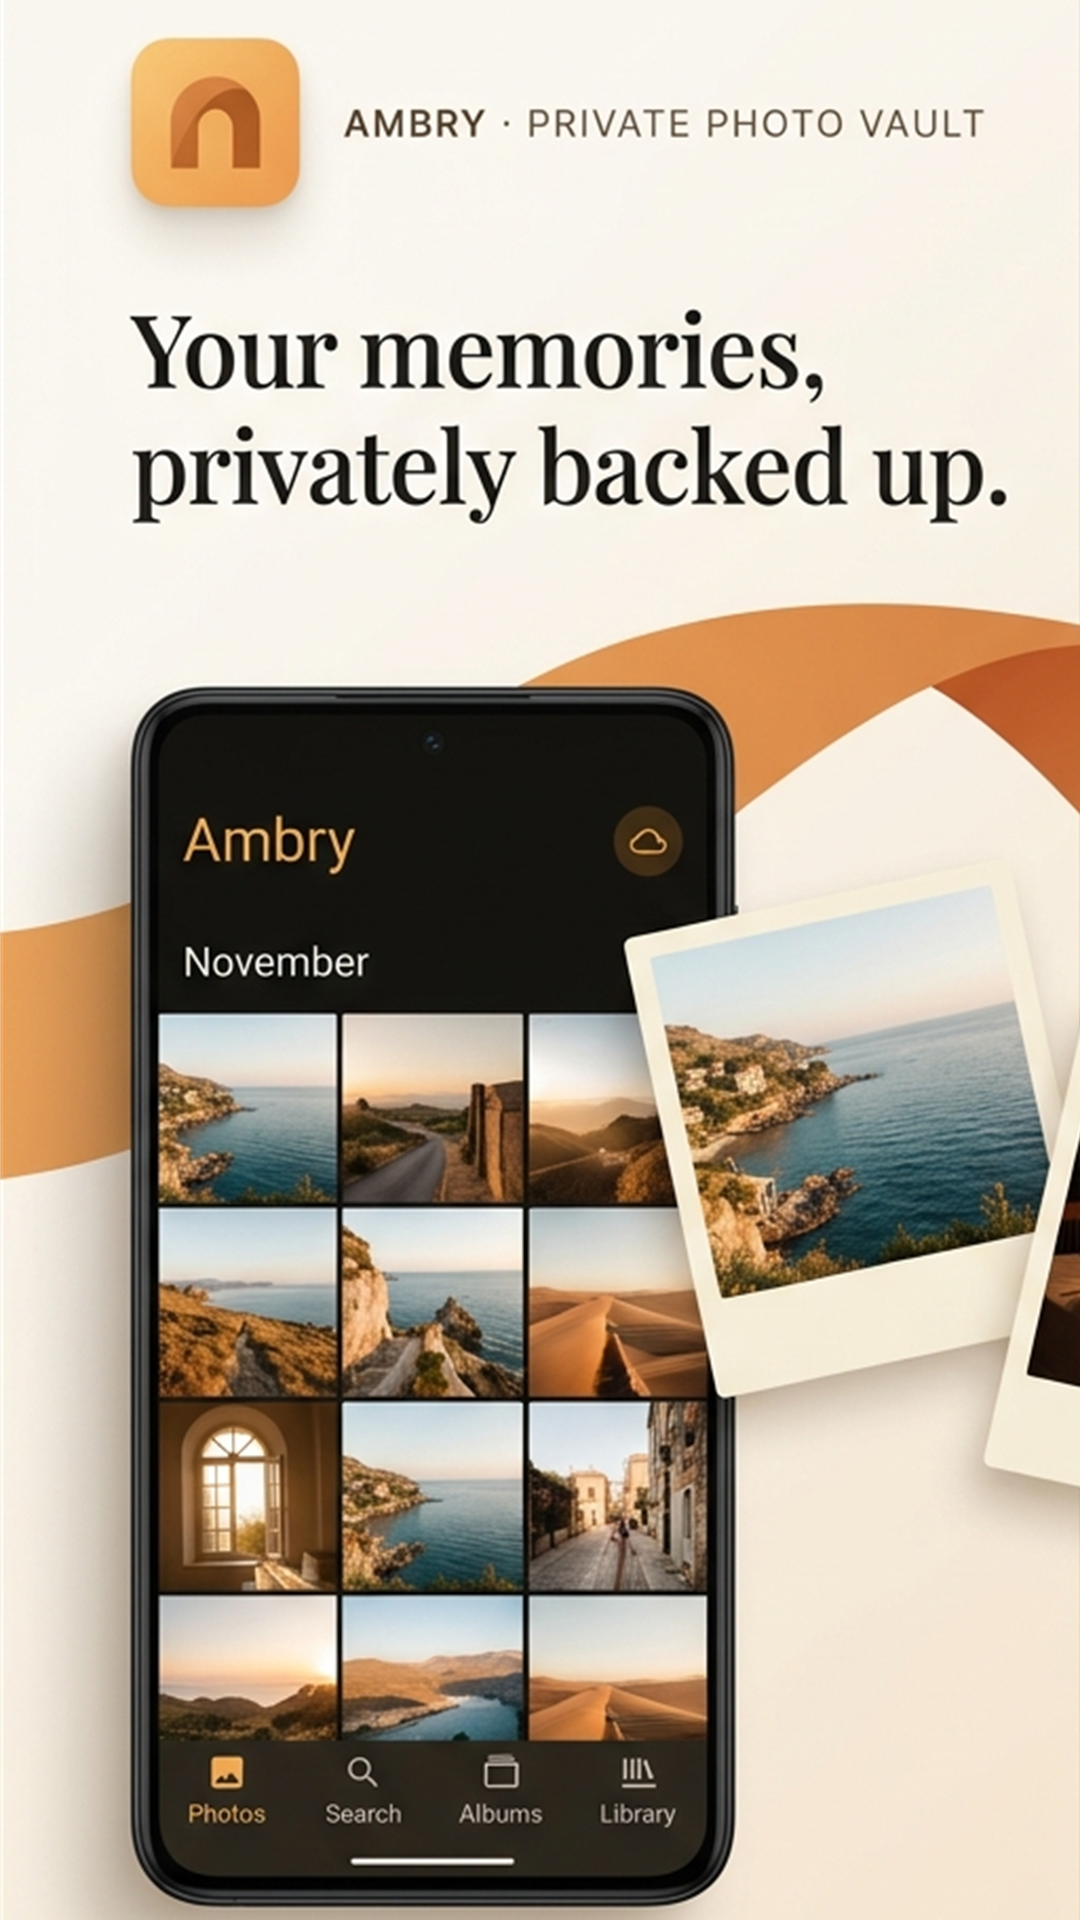 AMBRY · PRIVATE PHOTO VAULT
Your memories,
privately backed up.
Ambry
November
Photos
Search
Albums
Library